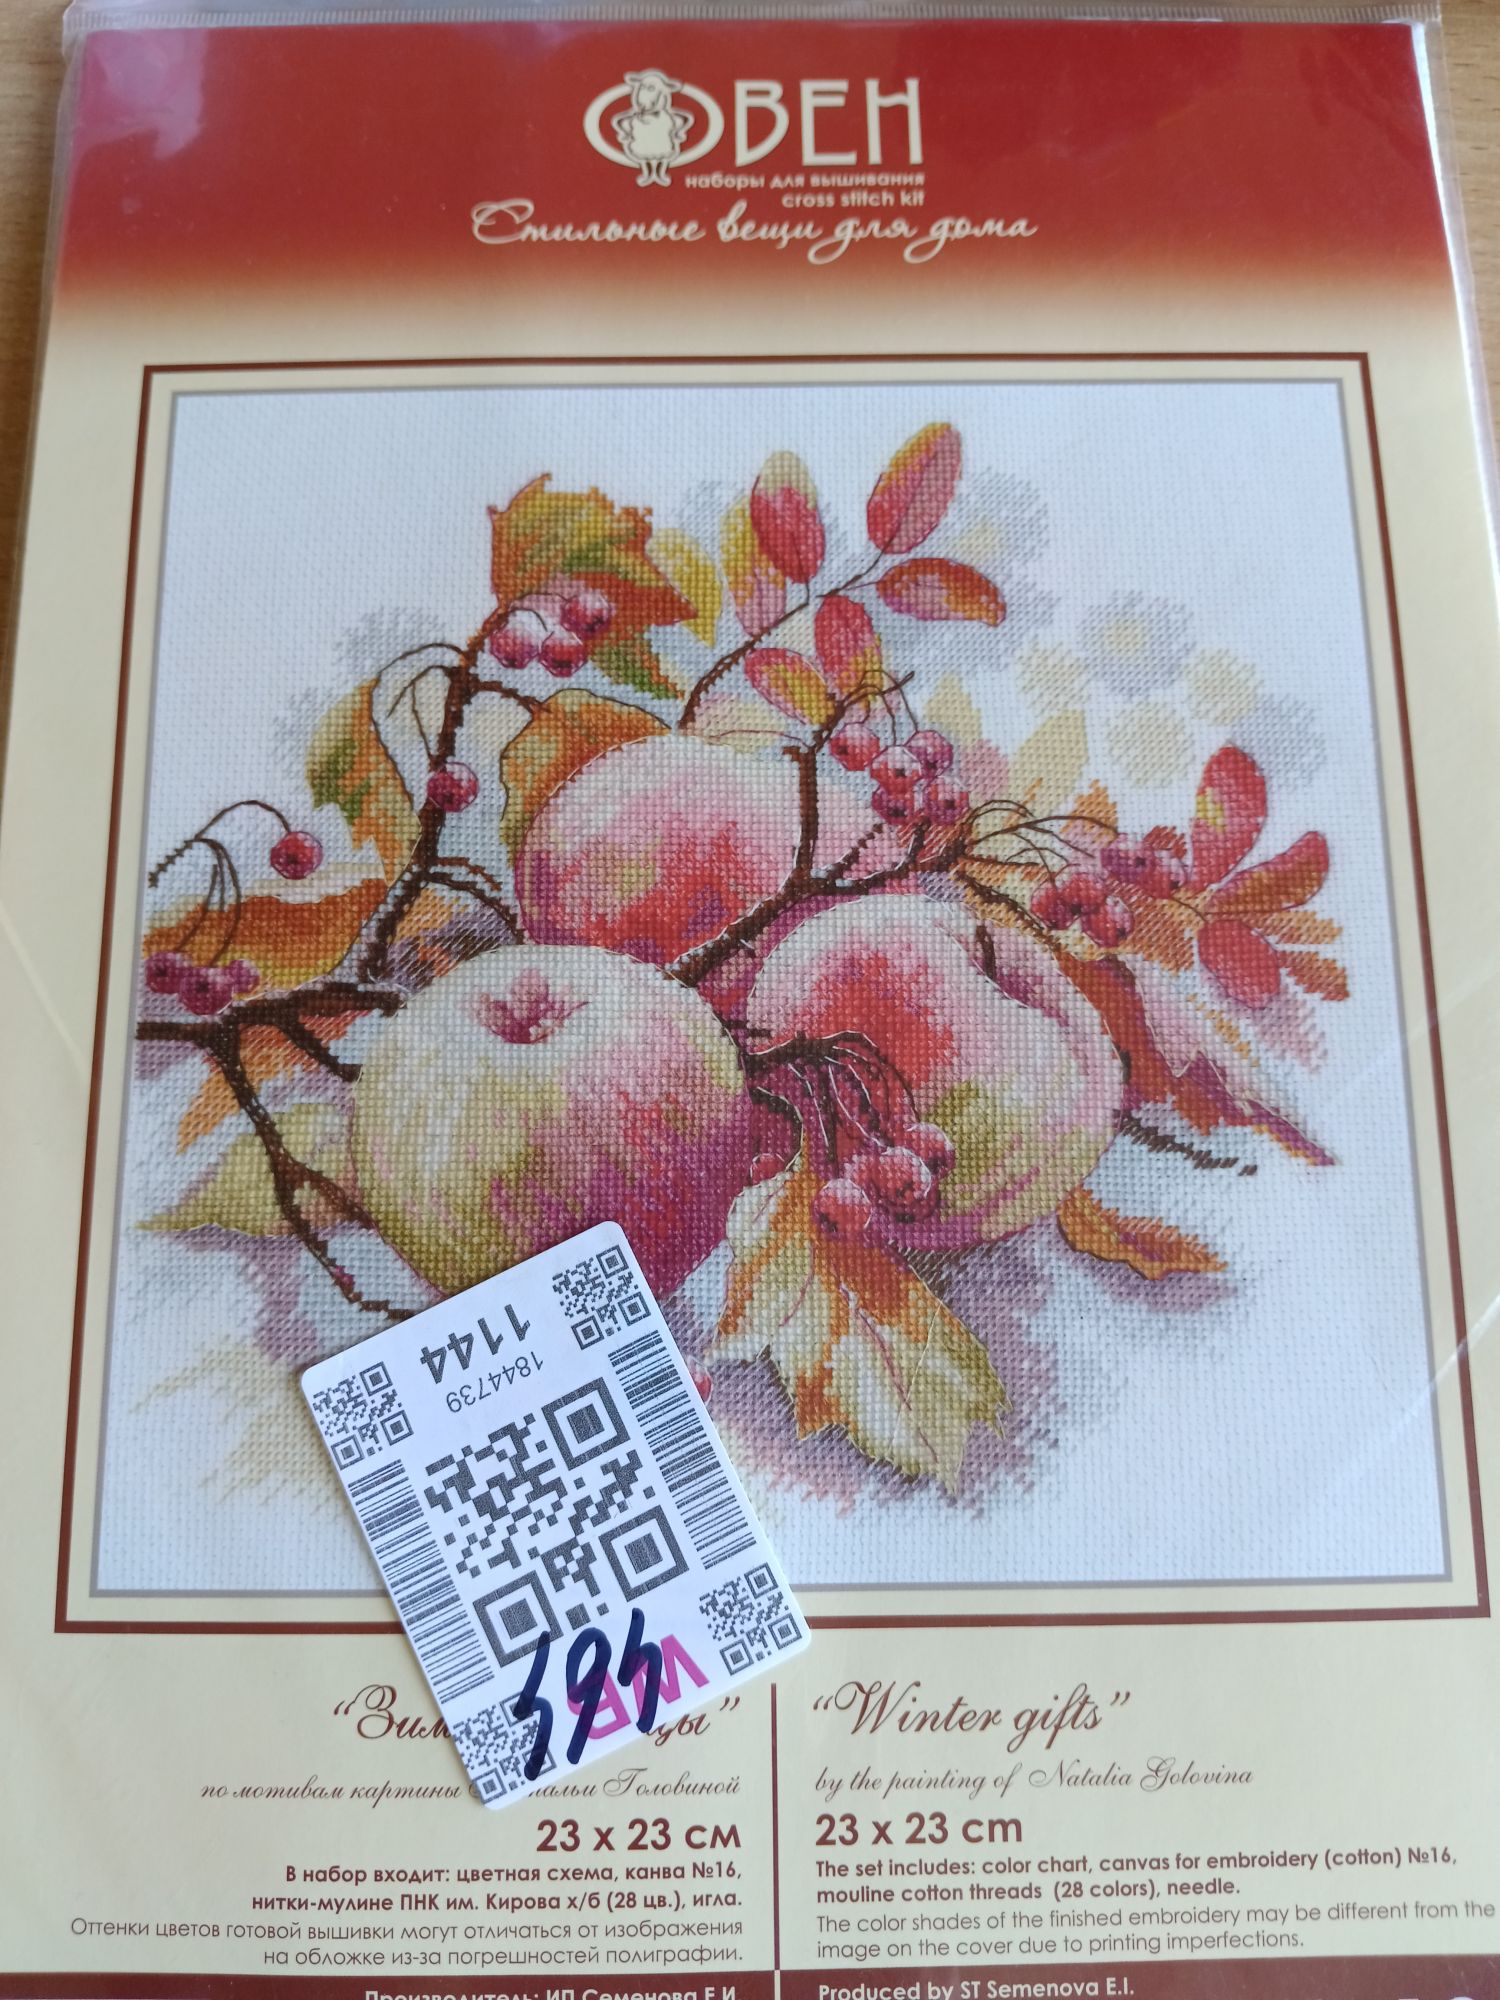 ОВЕН
наборы для вышивания
cross stitch kit
Стильные вещи для дома
1144
1844739
WB
"Winter gifts"
по мотивам картины Головиной
by the painting of Natalia Golovina
23 х 23 см
23 x 23 cm
В набор входит: цветная схема, канва №16,
нитки-мулине ПНК им. Кирова х/б (28 цв.), игла.
Оттенки цветов готовой вышивки могут отличаться от изображения
на обложке из-за погрешностей полиграфии.
The set includes: color chart, canvas for embroidery (cotton) №16,
mouline cotton threads (28 colors), needle.
The color shades of the finished embroidery may be different from the
image on the cover due to printing imperfections.
Производитель: ИП Семенова Е.И.
Produced by ST Semenova E.I.